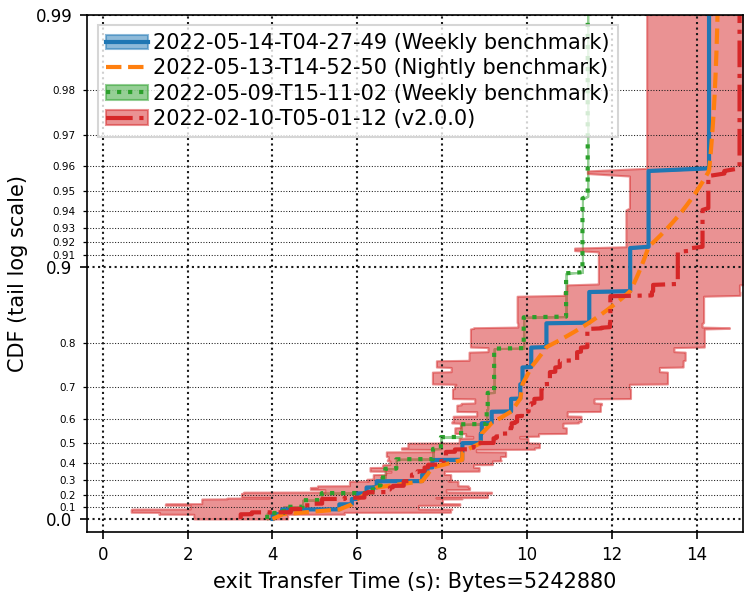 0.99
0.98
0.97
0.96
0.95
0.94
0.93
0.92
0.91
0.9
0.8
0.7
0.6
0.5
0.4
0.3
0.2
0.1
0.0
CDF (tail log scale)
2022-05-14-T04-27-49 (Weekly benchmark)
2022-05-13-T14-52-50 (Nightly benchmark)
2022-05-09-T15-11-02 (Weekly benchmark)
2022-02-10-T05-01-12 (v2.0.0)
0 2 4 6 8 10 12 14
exit Transfer Time (s): Bytes=5242880